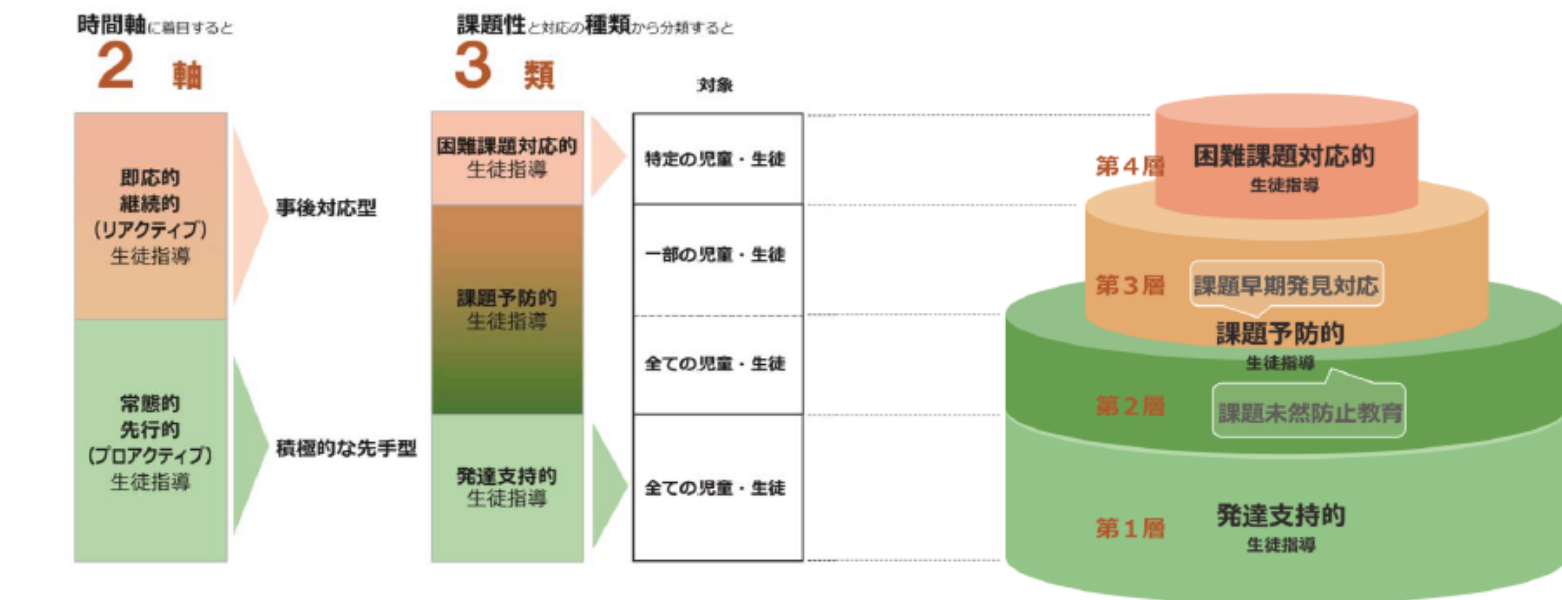 時間軸に着目すると
2 軸
即応的
継続的
(リアクティブ)
生徒指導
事後対応型
常態的
先行的
(プロアクティブ)
生徒指導
積極的な先手型
課題性と対応の種類から分類すると
3 類
困難課題対応的
生徒指導
課題予防的
生徒指導
発達支持的
生徒指導
対象
特定の児童・生徒
一部の児童・生徒
全ての児童・生徒
全ての児童・生徒
第4層
困難課題対応的
生徒指導
第3層
課題早期発見対応
課題予防的
生徒指導
第2層
課題未然防止教育
第1層
発達支持的
生徒指導